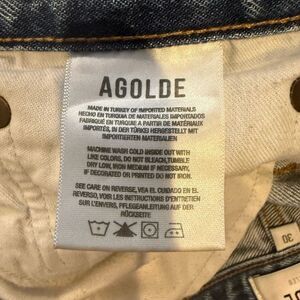 AGOLDE
MADE IN TURKEY OF IMPORTED MATERIALS
HECHO EN TURQUIA DE MATERIALES IMPORTADOS
FABRIQUÉ EN TURQUIE A PARTIR DE MATÉRIAUX
IMPORTÉS, IN DER TÜRKEI HERGESTELLT MIT
IMPORTIERTEN MATERIALIEN
MACHINE WASH COLD INSIDE OUT WITH
LIKE COLORS, DO NOT BLEACH, TUMBLE
DRY LOW, IRON MEDIUM IF NECESSARY,
IF DECORATED OR PRINTED DO NOT IRON.
SEE CARE ON REVERSE, VEA EL CUIDADO EN EL
REVERSO, VOIR LES INSTRUCTIONS D'ENTRETIEN
SUR L'ENVERS, PFLEGEANLEITUNG AUF DER
RÜCKSEITE
30